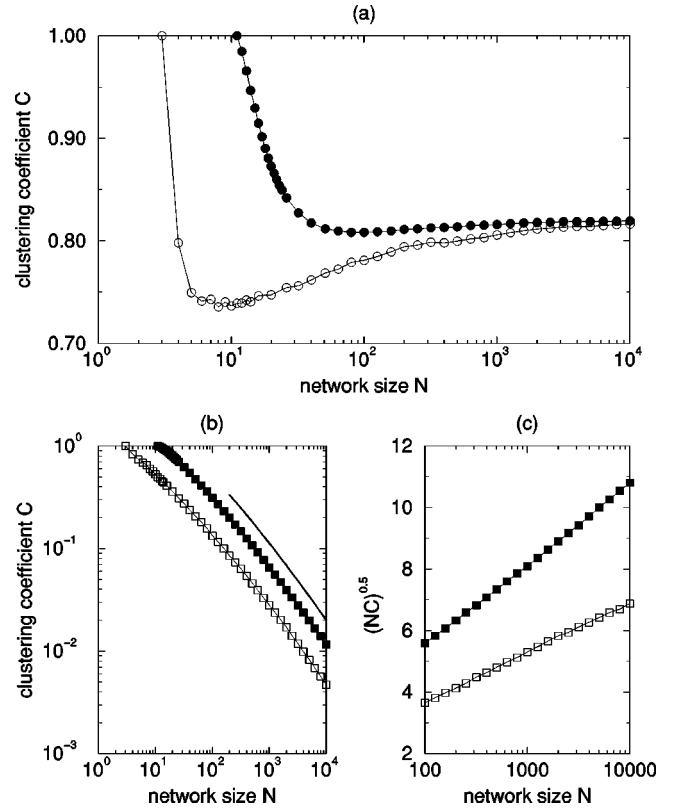 (a)
clustering coefficient C
1.00
0.90
0.80
0.70
10^0 10^1 10^2 10^3 10^4
network size N
(b)
clustering coefficient C
10^0
10^-1
10^-2
10^-3
10^0 10^1 10^2 10^3 10^4
network size N
(c)
(NC)^0.5
12
10
8
6
4
2
100 1000 10000
network size N